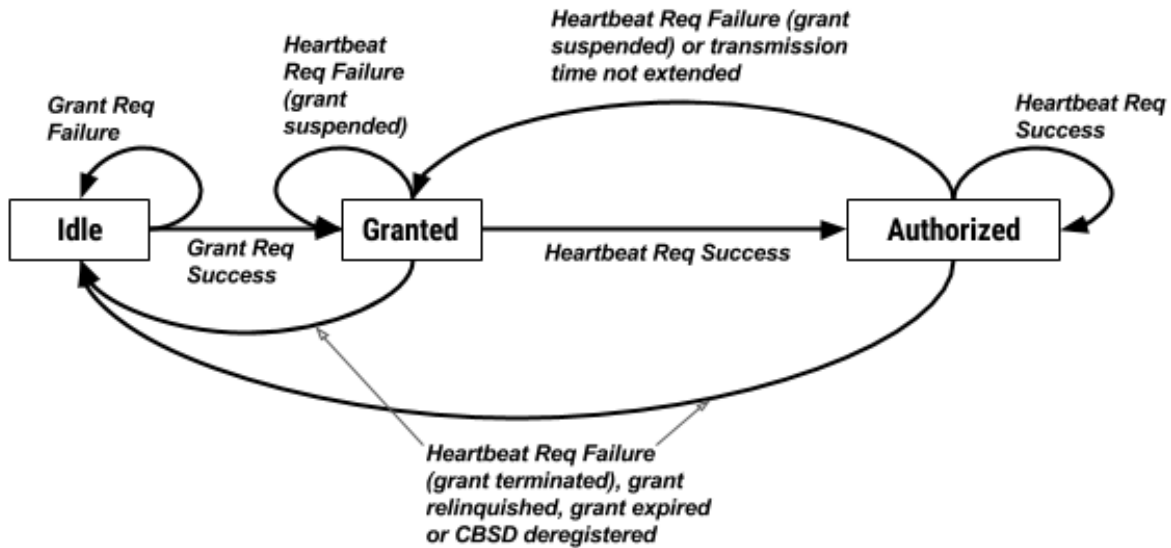 Heartbeat Req Failure (grant
suspended) or transmission
time not extended
Heartbeat
Req Failure
(grant
suspended)
Grant Req
Failure
Heartbeat Req
Success
Idle
Granted
Authorized
Grant Req
Success
Heartbeat Req Success
Heartbeat Req Failure
(grant terminated), grant
relinquished, grant expired
or CBSD deregistered